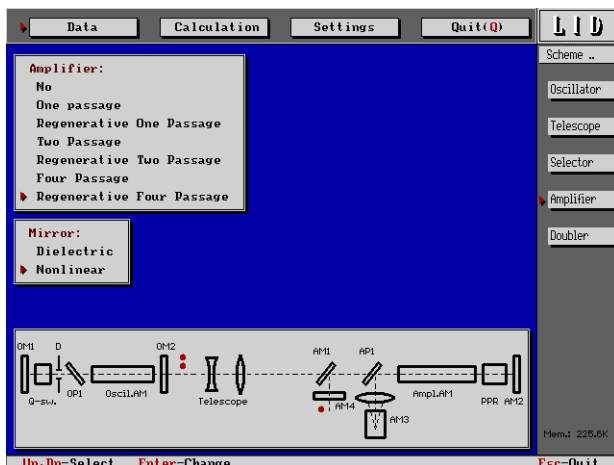 Data Calculation Settings Quit(Q) LID
Scheme ..
Amplifier:
No
One passage
Regenerative One Passage
Two Passage
Regenerative Two Passage
Four Passage
Regenerative Four Passage
Oscillator
Telescope
Selector
Amplifier
Doubler
Mirror:
Dielectric
Nonlinear
OM1 D OM2 AM1 AP1
Q-sw. OP1 Oscil.AM Telescope AM4 AM3 Ampl.AM PPR AM2
Mem.: 225.6K
Up,Dn-Select Enter-Change Esc-Quit